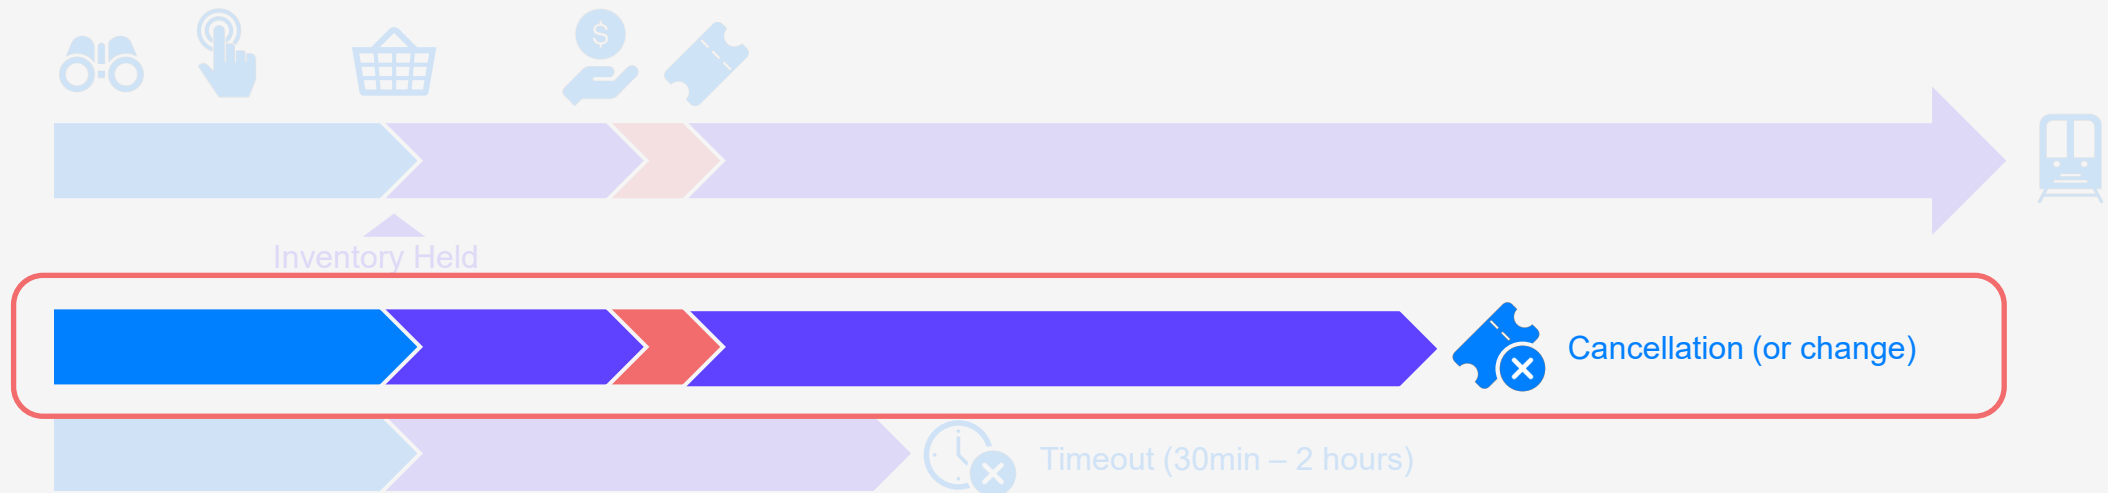 $
Inventory Held
Cancellation (or change)
Timeout (30min – 2 hours)